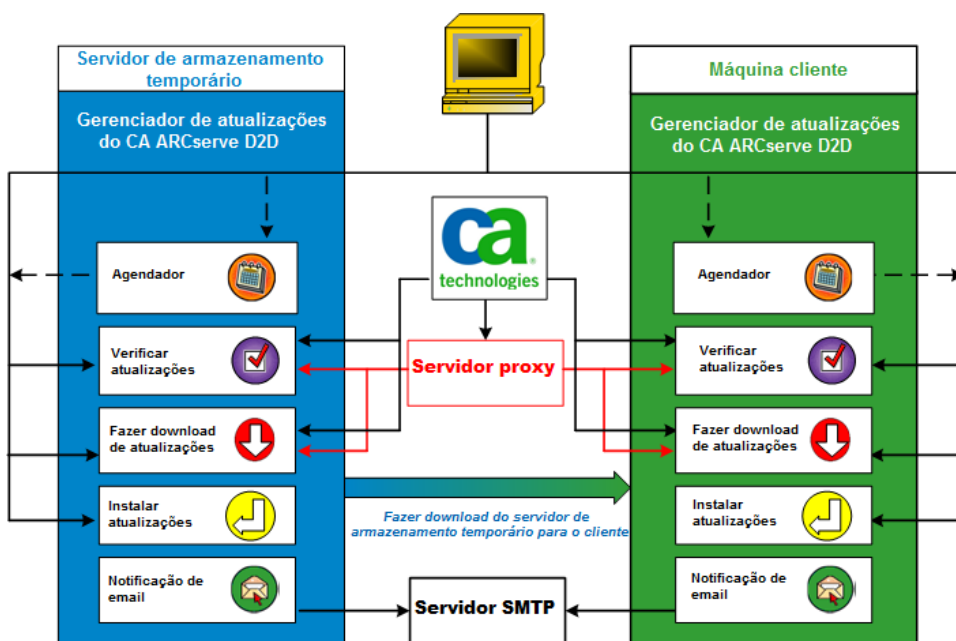 Servidor de armazenamento
temporário
Gerenciador de atualizações
do CA ARCserve D2D
Agendador
Verificar
atualizações
Fazer download
de atualizações
Instalar
atualizações
Notificação de
email
ca
technologies
Servidor proxy
Fazer download do servidor de
armazenamento temporário para o cliente
Servidor SMTP
Máquina cliente
Gerenciador de atualizações
do CA ARCserve D2D
Agendador
Verificar
atualizações
Fazer download
de atualizações
Instalar
atualizações
Notificação de
email